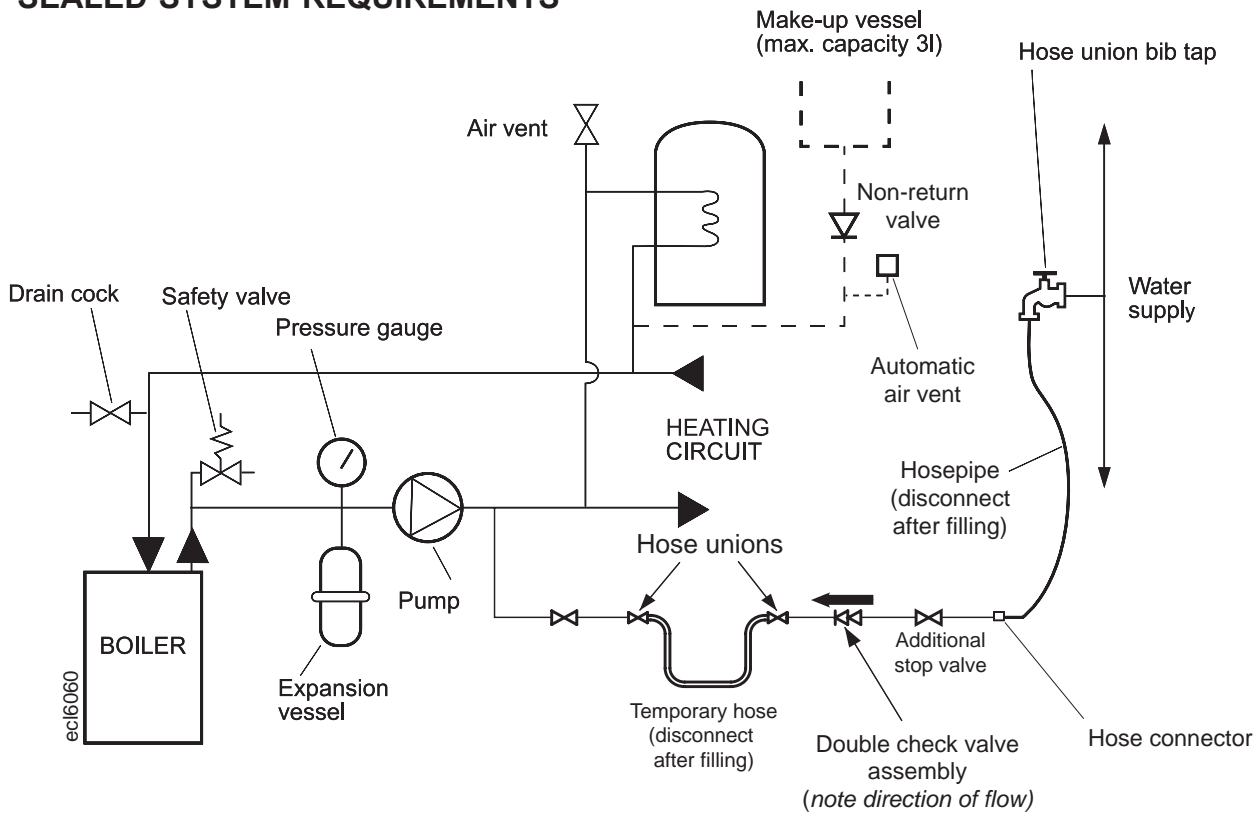 SEALED SYSTEM REQUIREMENTS
Make-up vessel
(max. capacity 3l)
Hose union bib tap
Air vent
Non-return
valve
Drain cock
Safety valve
Pressure gauge
Water
supply
Automatic
air vent
HEATING
CIRCUIT
Hosepipe
(disconnect
after filling)
Hose unions
Pump
BOILER
Additional
stop valve
ecl6060
Expansion
vessel
Temporary hose
(disconnect
after filling)
Double check valve
assembly
(note direction of flow)
Hose connector